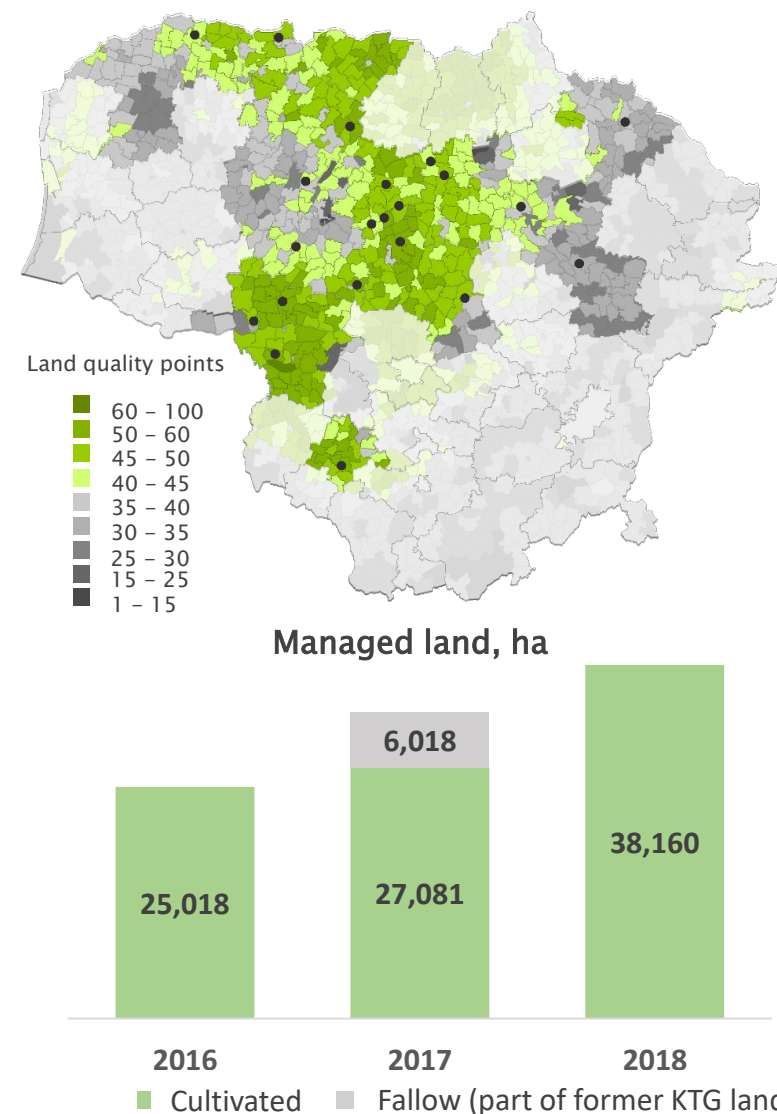 Land quality points
60 – 100
50 – 60
45 – 50
40 – 45
35 – 40
30 – 35
25 – 30
15 – 25
1 – 15
Managed land, ha
6,018
38,160
25,018
27,081
2016 2017 2018
Cultivated Fallow (part of former KTG land